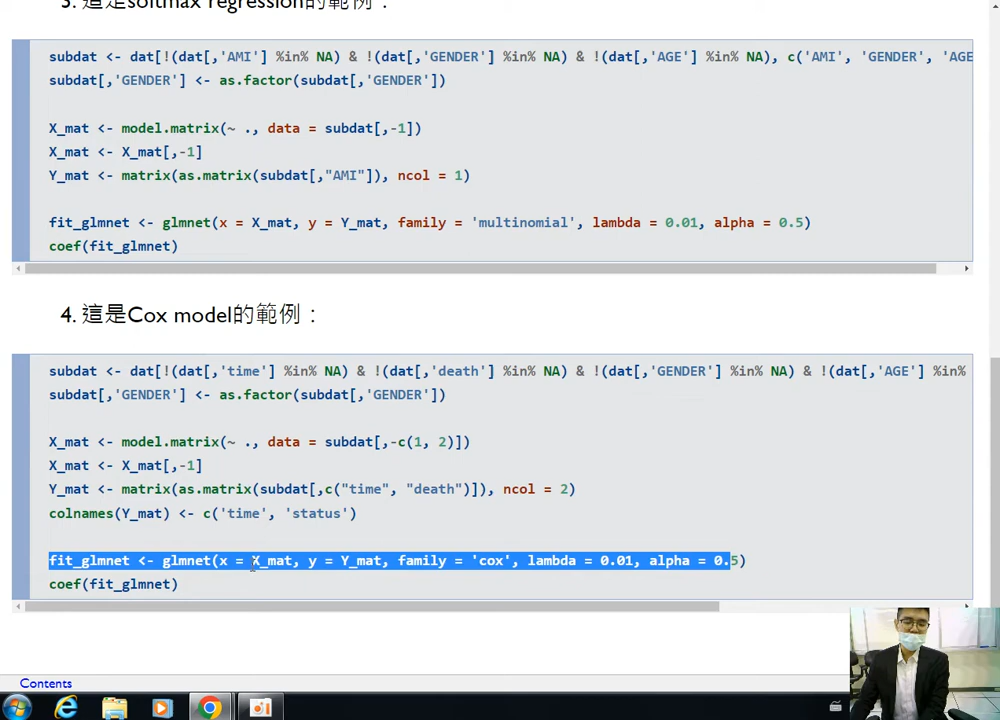 3. 這是softmax regression的範例：
subdat <- dat[!(dat[,'AMI'] %in% NA) & !(dat[,'GENDER'] %in% NA) & !(dat[,'AGE'] %in% NA), c('AMI', 'GENDER', 'AGE
subdat[,'GENDER'] <- as.factor(subdat[,'GENDER'])
X_mat <- model.matrix(~ ., data = subdat[,-1])
X_mat <- X_mat[,-1]
Y_mat <- matrix(as.matrix(subdat[,"AMI"]), ncol = 1)
fit_glmnet <- glmnet(x = X_mat, y = Y_mat, family = 'multinomial', lambda = 0.01, alpha = 0.5)
coef(fit_glmnet)
4. 這是Cox model的範例：
subdat <- dat[!(dat[,'time'] %in% NA) & !(dat[,'death'] %in% NA) & !(dat[,'GENDER'] %in% NA) & !(dat[,'AGE'] %in%
subdat[,'GENDER'] <- as.factor(subdat[,'GENDER'])
X_mat <- model.matrix(~ ., data = subdat[,-c(1, 2)])
X_mat <- X_mat[,-1]
Y_mat <- matrix(as.matrix(subdat[,c("time", "death")]), ncol = 2)
colnames(Y_mat) <- c('time', 'status')
fit_glmnet <- glmnet(x = X_mat, y = Y_mat, family = 'cox', lambda = 0.01, alpha = 0.5)
coef(fit_glmnet)
Contents